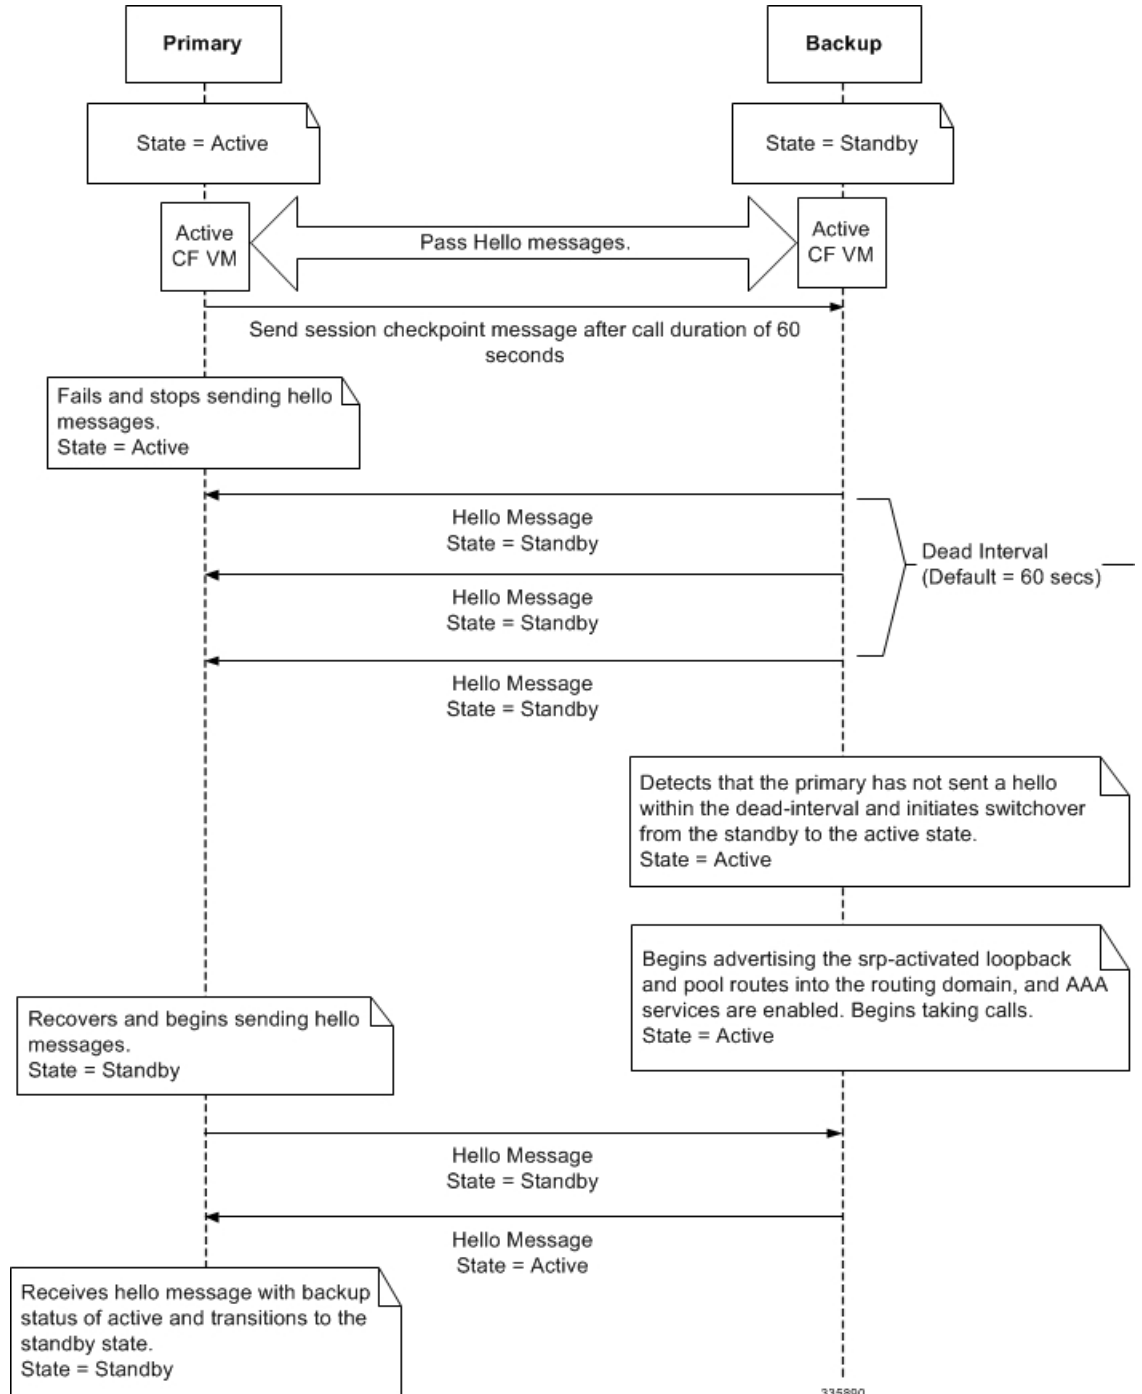 Primary
Backup
State = Active
State = Standby
Active
CF VM
Pass Hello messages.
Active
CF VM
Send session checkpoint message after call duration of 60
seconds
Fails and stops sending hello
messages.
State = Active
Hello Message
State = Standby
Dead Interval
(Default = 60 secs)
Hello Message
State = Standby
Hello Message
State = Standby
Detects that the primary has not sent a hello
within the dead-interval and initiates switchover
from the standby to the active state.
State = Active
Begins advertising the srp-activated loopback
and pool routes into the routing domain, and AAA
services are enabled. Begins taking calls.
State = Active
Recovers and begins sending hello
messages.
State = Standby
Hello Message
State = Standby
Hello Message
State = Active
Receives hello message with backup
status of active and transitions to the
standby state.
State = Standby
335890